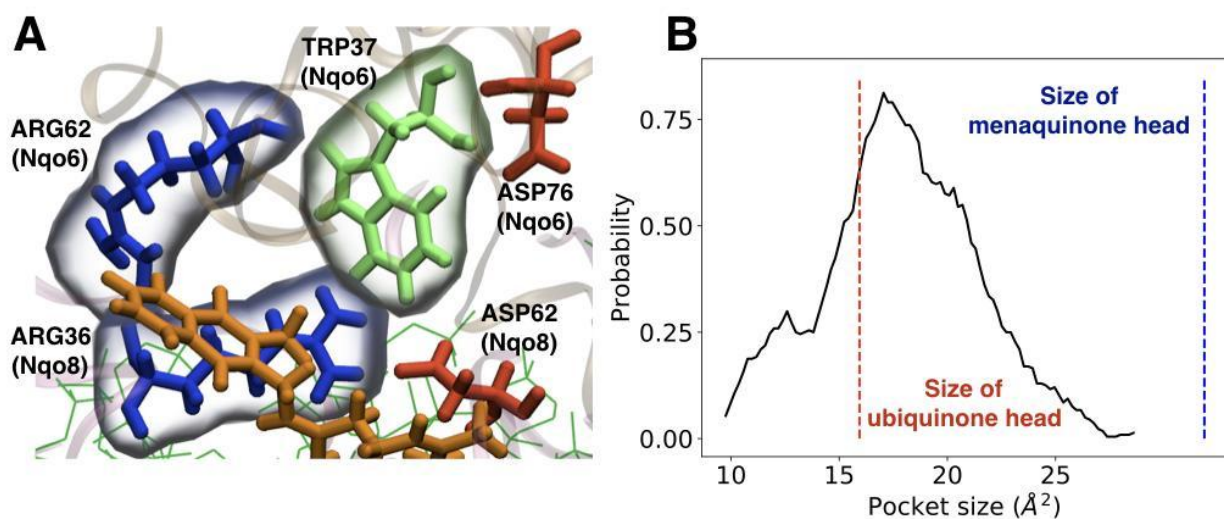 A
TRP37
(Nqo6)
ARG62
(Nqo6)
ASP76
(Nqo6)
ARG36
(Nqo8)
ASP62
(Nqo8)
B
Size of
menaquinone head
Size of
ubiquinone head
Probability
0.75
0.50
0.25
0.00
10
15
20
25
Pocket size (Å²)